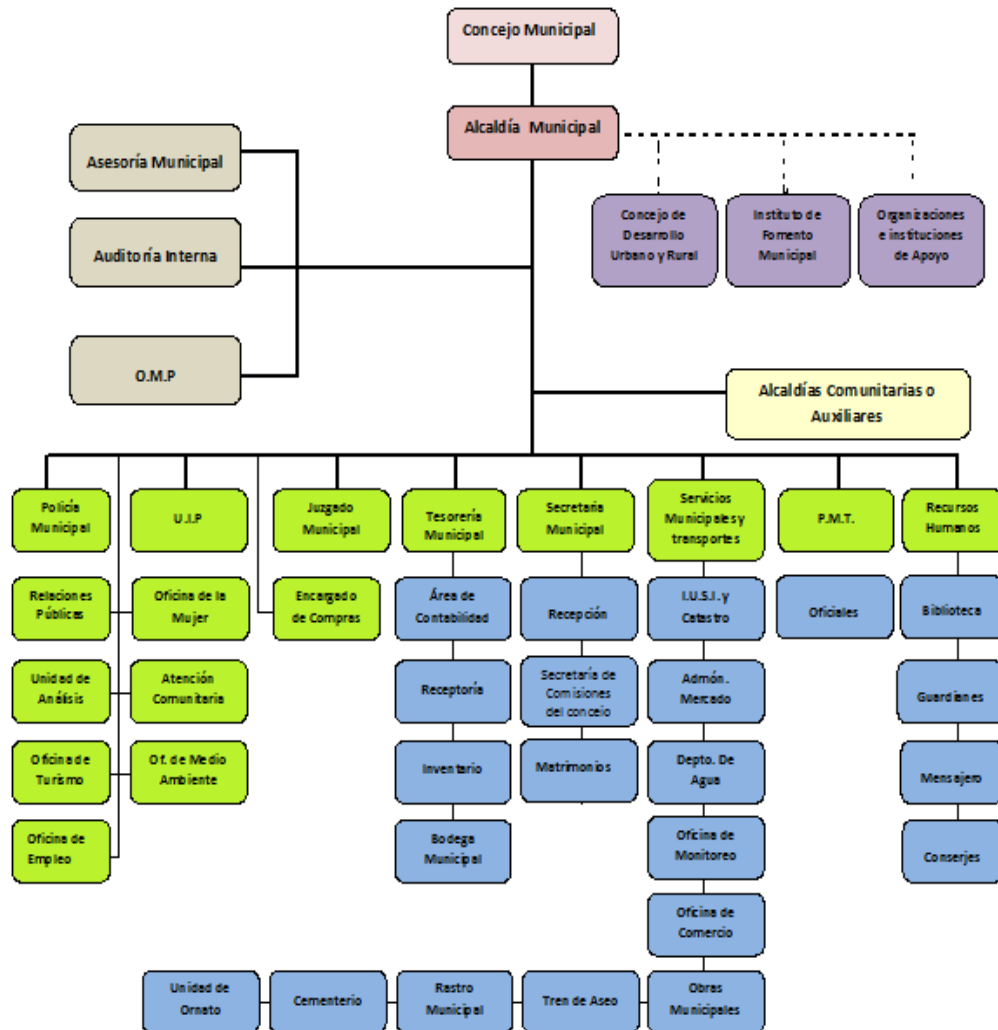 Concejo Municipal
Alcaldía Municipal
Asesoría Municipal
Auditoría Interna
O.M.P
Concejo de
Desarrollo
Urbano y Rural
Instituto de
Fomento
Municipal
Organizaciones
e instituciones
de Apoyo
Alcaldías Comunitarias o
Auxiliares
Policía
Municipal
U.I.P
Juzgado
Municipal
Tesorería
Municipal
Secretaria
Municipal
Servicios
Municipales y
transportes
P.M.T.
Recursos
Humanos
Relaciones
Públicas
Oficina de la
Mujer
Encargado
de Compras
Área de
Contabilidad
Recepción
I.U.S.I. y
Catastro
Oficiales
Biblioteca
Unidad de
Análisis
Atención
Comunitaria
Receptoría
Secretaría de
Comisiones
del concejo
Admón.
Mercado
Guardianes
Oficina de
Turismo
Of. de Medio
Ambiente
Inventario
Matrimonios
Depto. De
Agua
Mensajero
Oficina de
Empleo
Bodega
Municipal
Oficina de
Monitoreo
Conserjes
Oficina de
Comercio
Unidad de
Ornato
Cementerio
Rastro
Municipal
Tren de Aseo
Obras
Municipales